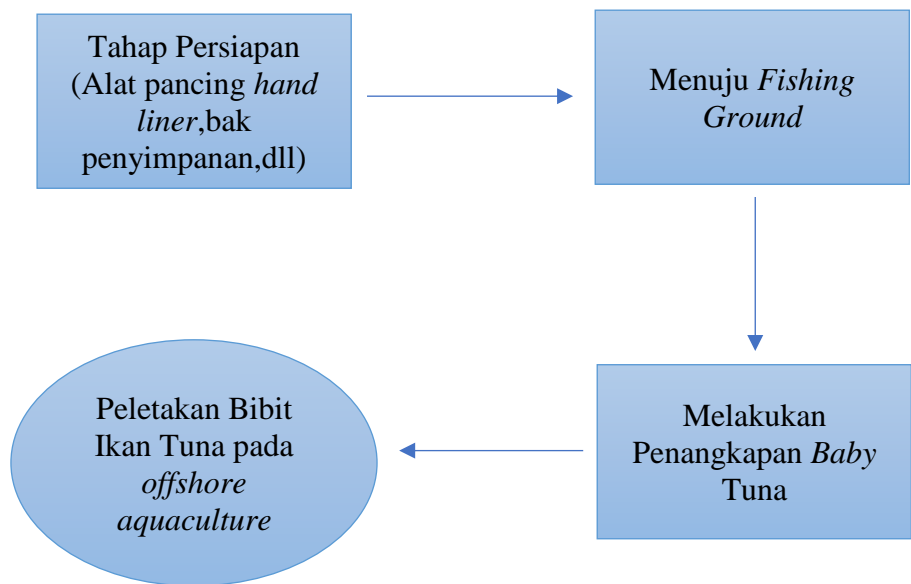 Tahap Persiapan
(Alat pancing hand
liner,bak
penyimpanan,dll)
Menuju Fishing
Ground
Melakukan
Penangkapan Baby
Tuna
Peletakan Bibit
Ikan Tuna pada
offshore
aquaculture